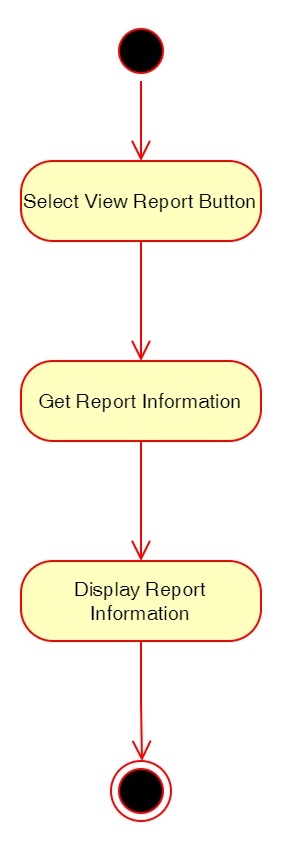 Select View Report Button
Get Report Information
Display Report
Information